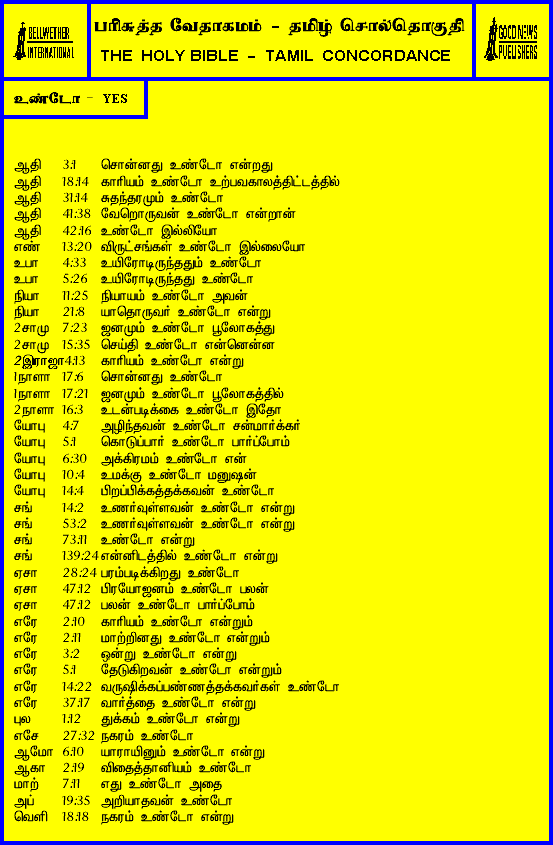 BELLWETHER
INTERNATIONAL
பரிசுத்த வேதாகமம் - தமிழ் சொல்தொகுதி
THE HOLY BIBLE - TAMIL CONCORDANCE
GOOD NEWS
PUBLISHERS
உண்டோ - YES
ஆதி 3:1 சொன்னது உண்டோ என்றது
ஆதி 18:14 காரியம் உண்டோ உற்பவகாலத்திட்டத்தில்
ஆதி 31:14 சுதந்தரமும் உண்டோ
ஆதி 41:38 வேறொருவன் உண்டோ என்றான்
ஆதி 42:16 உண்டோ இல்லியோ
எண் 13:20 விருட்சங்கள் உண்டோ இல்லையோ
உபா 4:33 உயிரோடிருந்ததும் உண்டோ
உபா 5:26 உயிரோடிருந்தது உண்டோ
நியா 11:25 நியாயம் உண்டோ அவன்
நியா 21:8 யாதொருவர் உண்டோ என்று
2சாமு 7:23 ஜனமும் உண்டோ பூலோகத்து
2சாமு 15:35 செய்தி உண்டோ என்னென்ன
2இராஜா4:13 காரியம் உண்டோ என்று
1நாளா 17:6 சொன்னது உண்டோ
1நாளா 17:21 ஜனமும் உண்டோ பூலோகத்தில்
2நாளா 16:3 உடன்படிக்கை உண்டோ இதோ
யோபு 4:7 அழிந்தவன் உண்டோ சன்மார்க்கர்
யோபு 5:1 கொடுப்பார் உண்டோ பார்ப்போம்
யோபு 6:30 அக்கிரமம் உண்டோ என்
யோபு 10:4 உமக்கு உண்டோ மனுஷன்
யோபு 14:4 பிறப்பிக்கத்தக்கவன் உண்டோ
சங் 14:2 உணர்வுள்ளவன் உண்டோ என்று
சங் 53:2 உணர்வுள்ளவன் உண்டோ என்று
சங் 73:11 உண்டோ என்று
சங் 139:24 என்னிடத்தில் உண்டோ என்று
ஏசா 28:24 பரம்படிக்கிறது உண்டோ
ஏசா 47:12 பிரயோஜனம் உண்டோ பலன்
ஏசா 47:12 பலன் உண்டோ பார்ப்போம்
எரே 2:10 காரியம் உண்டோ என்றும்
எரே 2:11 மாற்றினது உண்டோ என்றும்
எரே 3:2 ஒன்று உண்டோ என்று
எரே 5:1 தேடுகிறவன் உண்டோ என்றும்
எரே 14:22 வருஷிக்கப்பண்ணத்தக்கவர்கள் உண்டோ
எரே 37:17 வார்த்தை உண்டோ என்று
புல 1:12 துக்கம் உண்டோ என்று
எசே 27:32 நகரம் உண்டோ
ஆமோ 6:10 யாராயினும் உண்டோ என்று
ஆகா 2:19 விதைத்தானியம் உண்டோ
மாற் 7:11 எது உண்டோ அதை
அப் 19:35 அறியாதவன் உண்டோ
வெளி 18:18 நகரம் உண்டோ என்று